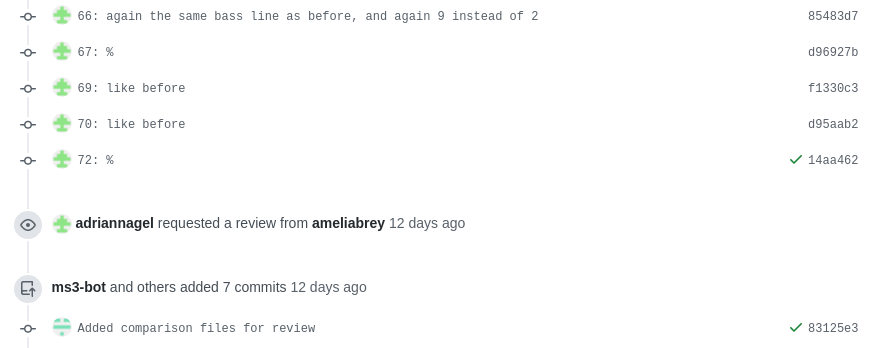 66: again the same bass line as before, and again 9 instead of 2 85483d7
67: % d96927b
69: like before f1330c3
70: like before d95aab2
72: % 14aa462
adriannagel requested a review from ameliabrey 12 days ago
ms3-bot and others added 7 commits 12 days ago
Added comparison files for review 83125e3